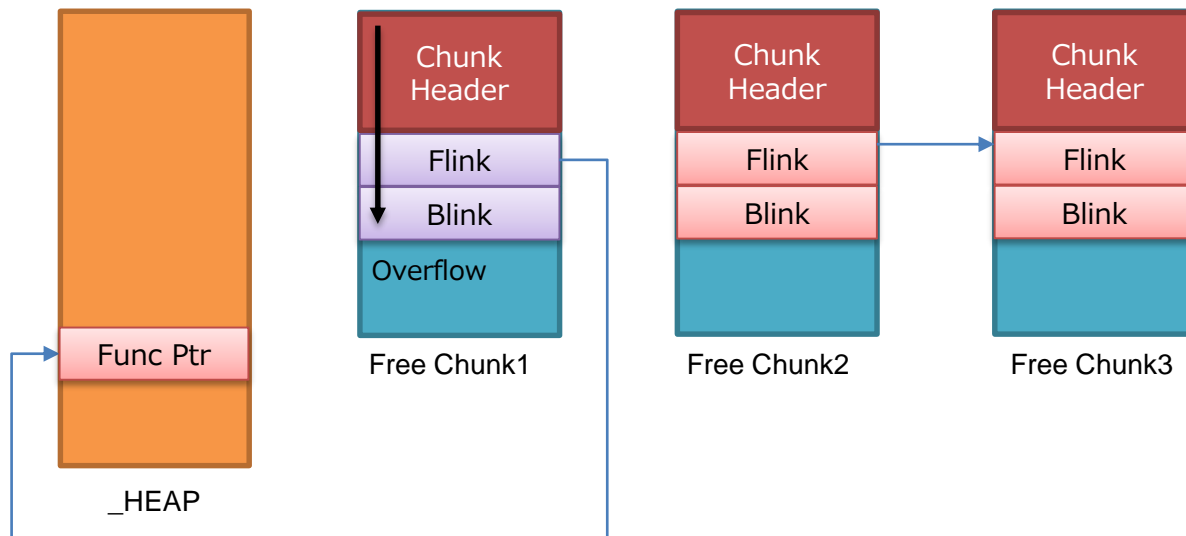 Func Ptr
_HEAP
Chunk
Header
Flink
Blink
Overflow
Free Chunk1
Chunk
Header
Flink
Blink
Free Chunk2
Chunk
Header
Flink
Blink
Free Chunk3